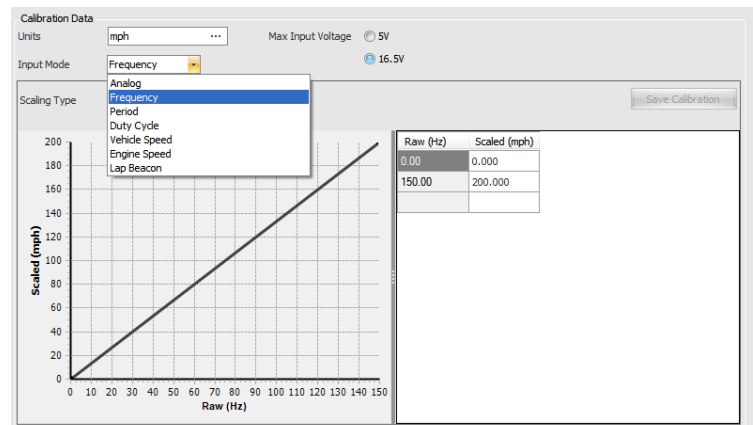 Calibration Data
Units mph ... Max Input Voltage 5V
Input Mode Frequency 16.5V
Analog
Scaling Type Frequency Save Calibration
Period
Duty Cycle
Vehicle Speed
Engine Speed
Lap Beacon
Raw (Hz) Scaled (mph)
0.00 0.000
150.00 200.000
Scaled (mph)
200
180
160
140
120
100
80
60
40
20
0
0 10 20 30 40 50 60 70 80 90 100 110 120 130 140 150
Raw (Hz)